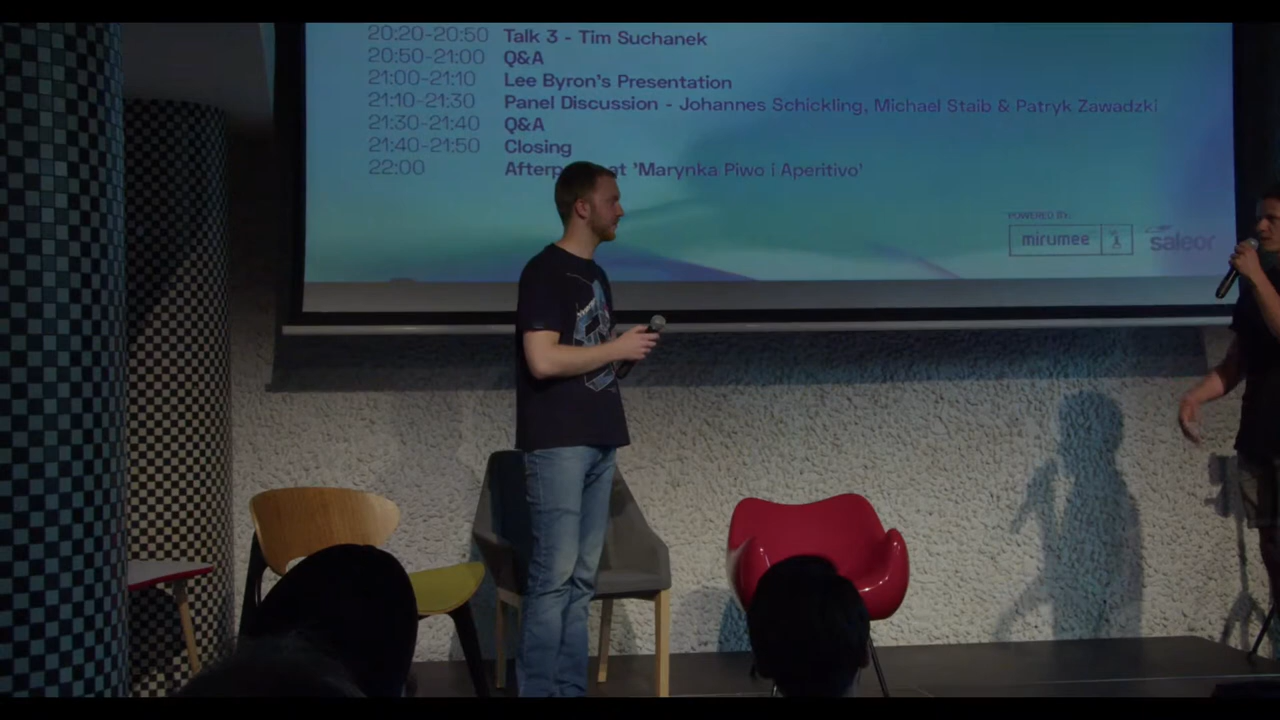 20:20-20:50 Talk 3 - Tim Suchanek
20:50-21:00 Q&A
21:00-21:10 Lee Byron's Presentation
21:10-21:30 Panel Discussion - Johannes Schickling, Michael Staib & Patryk Zawadzki
21:30-21:40 Q&A
21:40-21:50 Closing
22:00 Afterp at 'Marynka Piwo i Aperitivo'
POWERED BY:
mirumee saleor